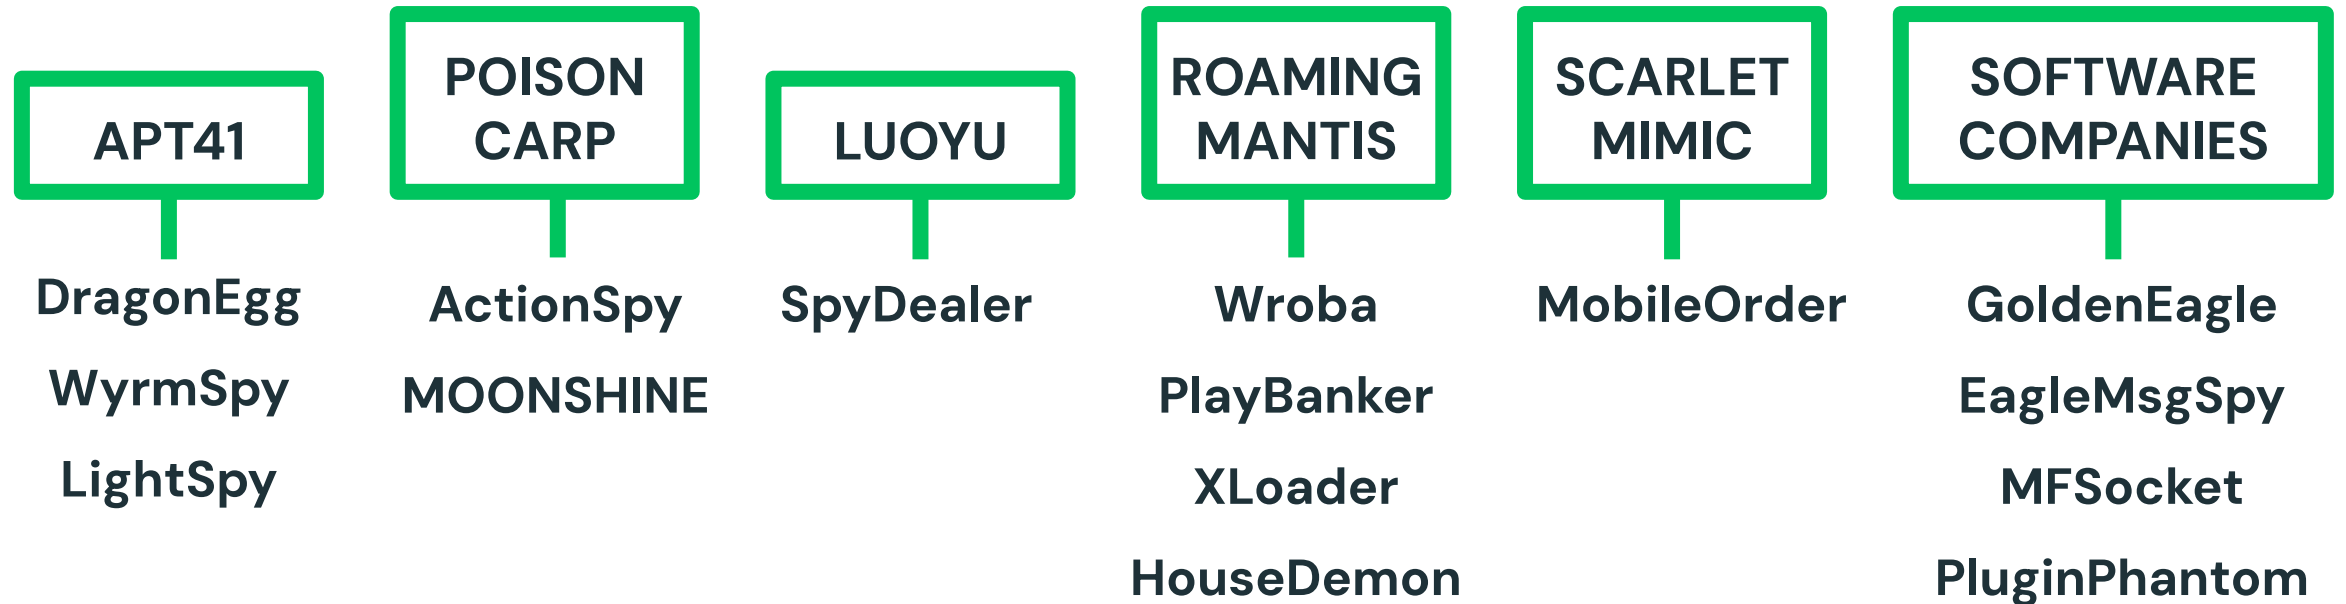 APT41
DragonEgg
WyrmSpy
LightSpy
POISON
CARP
ActionSpy
MOONSHINE
LUOYU
SpyDealer
ROAMING
MANTIS
Wroba
PlayBanker
XLoader
HouseDemon
SCARLET
MIMIC
MobileOrder
SOFTWARE
COMPANIES
GoldenEagle
EagleMsgSpy
MFSocket
PluginPhantom